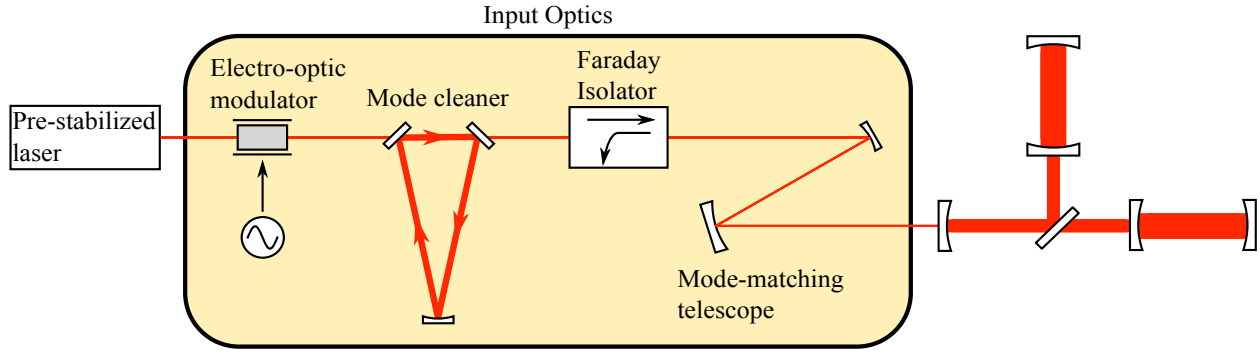 Input Optics
Electro-optic
modulator
Mode cleaner
Faraday
Isolator
Pre-stabilized
laser
Mode-matching
telescope